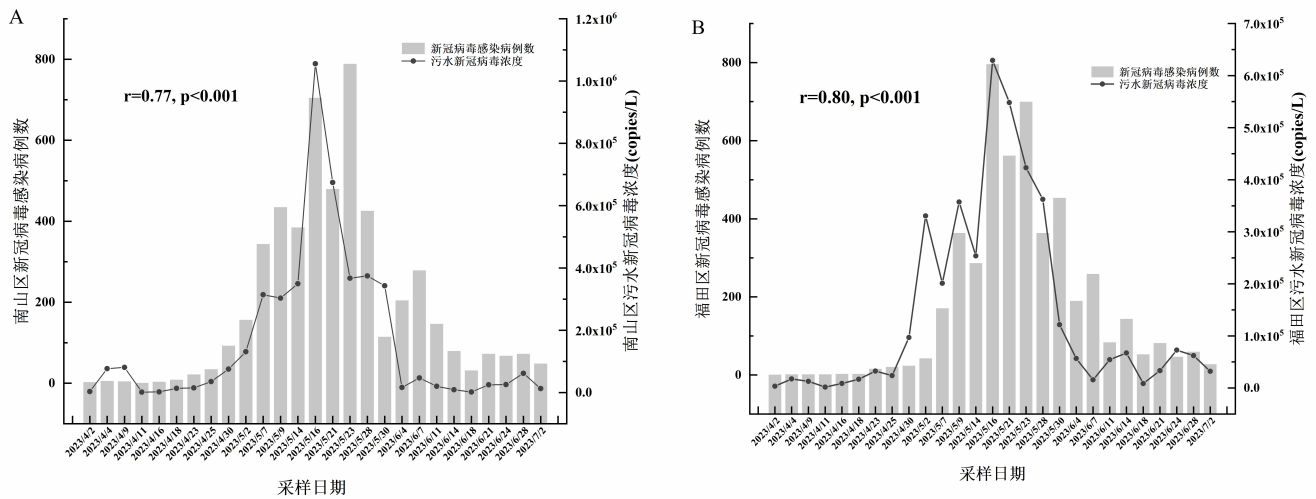 A
新冠病毒感染病例数
污水新冠病毒浓度
r=0.77, p<0.001
南山区新冠病毒感染病例数
800
600
400
200
0
南山区污水新冠病毒浓度(copies/L)
1.2x10⁶
1.0x10⁶
8.0x10⁵
6.0x10⁵
4.0x10⁵
2.0x10⁵
0.0
2023/4/2
2023/4/4
2023/4/9
2023/4/11
2023/4/16
2023/4/18
2023/4/23
2023/4/25
2023/4/30
2023/5/2
2023/5/7
2023/5/9
2023/5/14
2023/5/16
2023/5/21
2023/5/23
2023/5/28
2023/5/30
2023/6/4
2023/6/7
2023/6/11
2023/6/14
2023/6/18
2023/6/21
2023/6/24
2023/6/28
2023/7/2
采样日期
B
新冠病毒感染病例数
污水新冠病毒浓度
r=0.80, p<0.001
福田区新冠病毒感染病例数
800
600
400
200
0
福田区污水新冠病毒浓度(copies/L)
7.0x10⁵
6.0x10⁵
5.0x10⁵
4.0x10⁵
3.0x10⁵
2.0x10⁵
1.0x10⁵
0.0
2023/4/2
2023/4/4
2023/4/9
2023/4/11
2023/4/16
2023/4/18
2023/4/23
2023/4/25
2023/4/30
2023/5/2
2023/5/7
2023/5/9
2023/5/14
2023/5/16
2023/5/21
2023/5/23
2023/5/28
2023/5/30
2023/6/4
2023/6/7
2023/6/11
2023/6/14
2023/6/18
2023/6/21
2023/6/24
2023/6/28
2023/7/2
采样日期